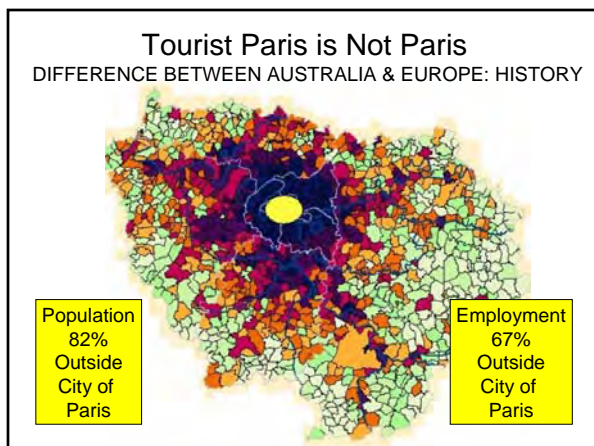 Tourist Paris is Not Paris
DIFFERENCE BETWEEN AUSTRALIA & EUROPE: HISTORY
Population
82%
Outside
City of
Paris
Employment
67%
Outside
City of
Paris